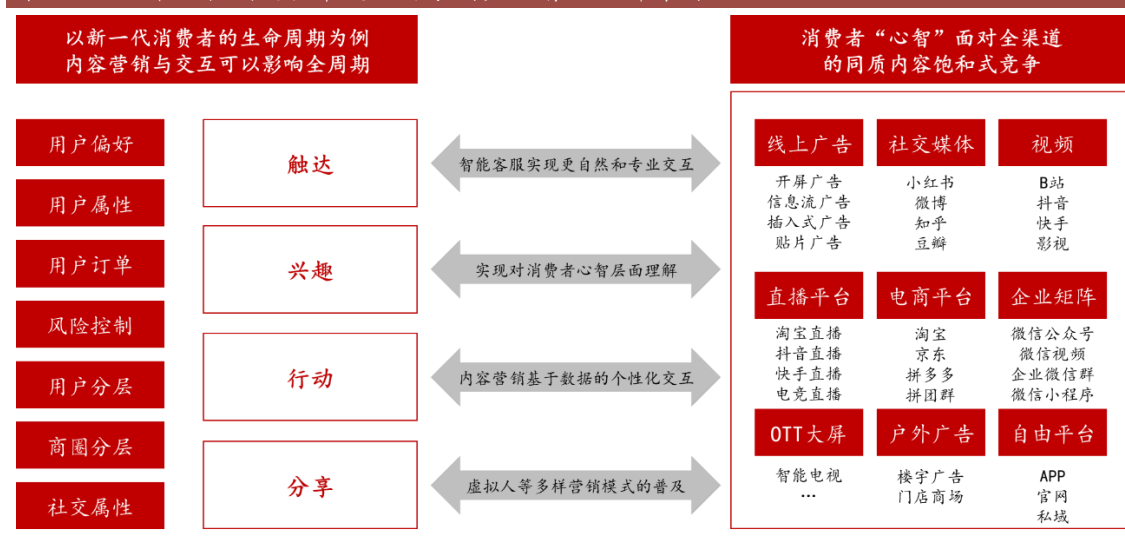 以新一代消费者的生命周期为例
内容营销与交互可以影响全周期
消费者“心智”面对全渠道
的同质内容饱和式竞争
用户偏好
用户属性
用户订单
风险控制
用户分层
商圈分层
社交属性
触达
兴趣
行动
分享
智能客服实现更自然和专业交互
实现对消费者心智层面理解
内容营销基于数据的个性化交互
虚拟人等多样营销模式的普及
线上广告
开屏广告
信息流广告
插入式广告
贴片广告
社交媒体
小红书
微博
知乎
豆瓣
视频
B站
抖音
快手
影视
直播平台
淘宝直播
抖音直播
快手直播
电竞直播
电商平台
淘宝
京东
拼多多
拼团群
企业矩阵
微信公众号
微信视频
企业微信群
微信小程序
OTT大屏
智能电视
…
户外广告
楼宇广告
门店商场
自由平台
APP
官网
私域